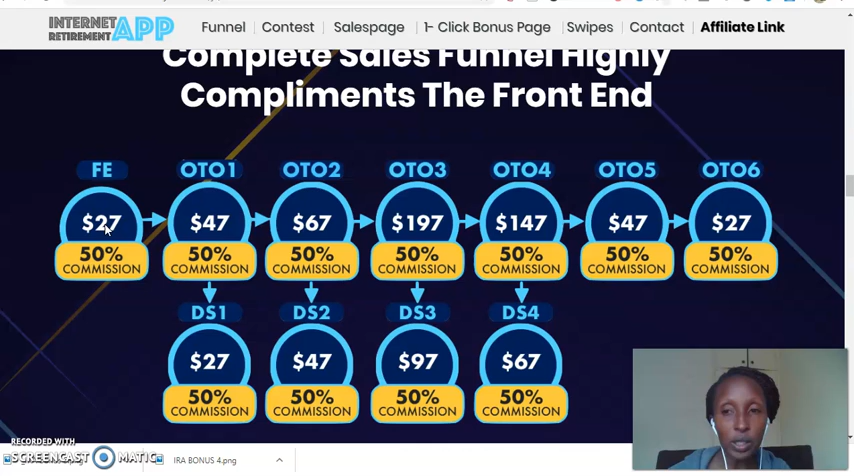 INTERNET
RETIREMENT APP
Funnel Contest Salespage 1- Click Bonus Page Swipes Contact Affiliate Link
Complete Sales Funnel Highly
Compliments The Front End
FE OTO1 OTO2 OTO3 OTO4 OTO5 OTO6
$27 $47 $67 $197 $147 $47 $27
50% 50% 50% 50% 50% 50% 50%
COMMISSION COMMISSION COMMISSION COMMISSION COMMISSION COMMISSION COMMISSION
DS1 DS2 DS3 DS4
$27 $47 $97 $67
50% 50% 50% 50%
COMMISSION COMMISSION COMMISSION COMMISSION
RECORDED WITH
SCREENCAST MATIC
IRA BONUS 4.png